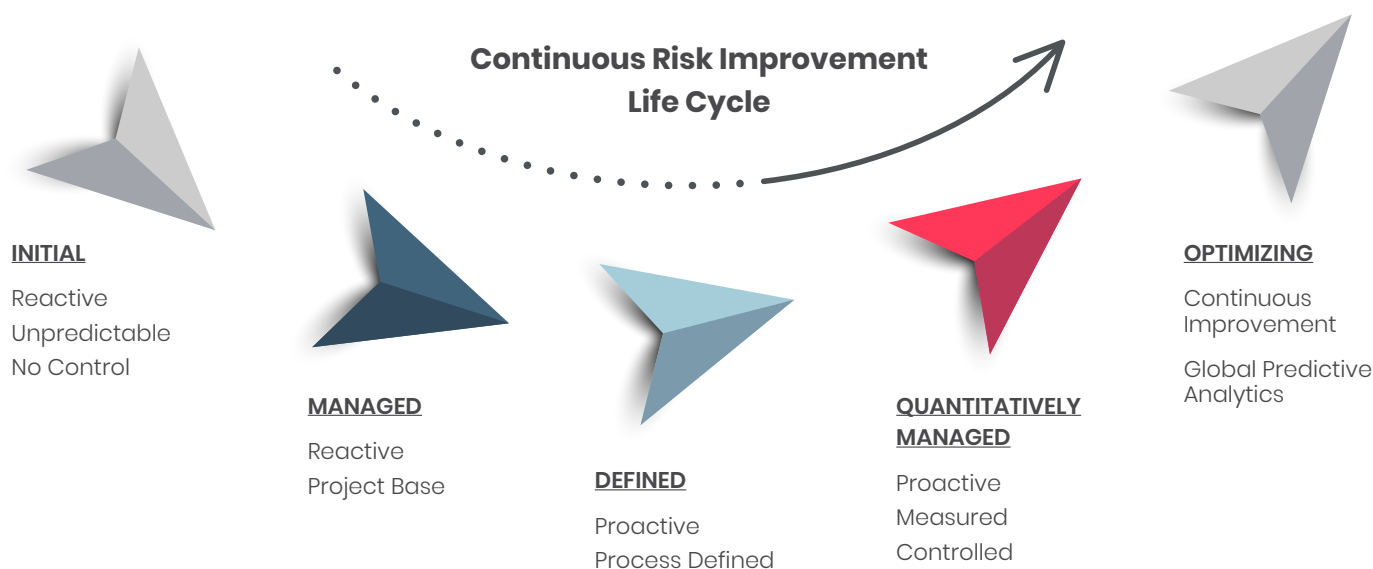 Continuous Risk Improvement
Life Cycle
INITIAL
Reactive
Unpredictable
No Control
MANAGED
Reactive
Project Base
DEFINED
Proactive
Process Defined
QUANTITATIVELY
MANAGED
Proactive
Measured
Controlled
OPTIMIZING
Continuous
Improvement
Global Predictive
Analytics